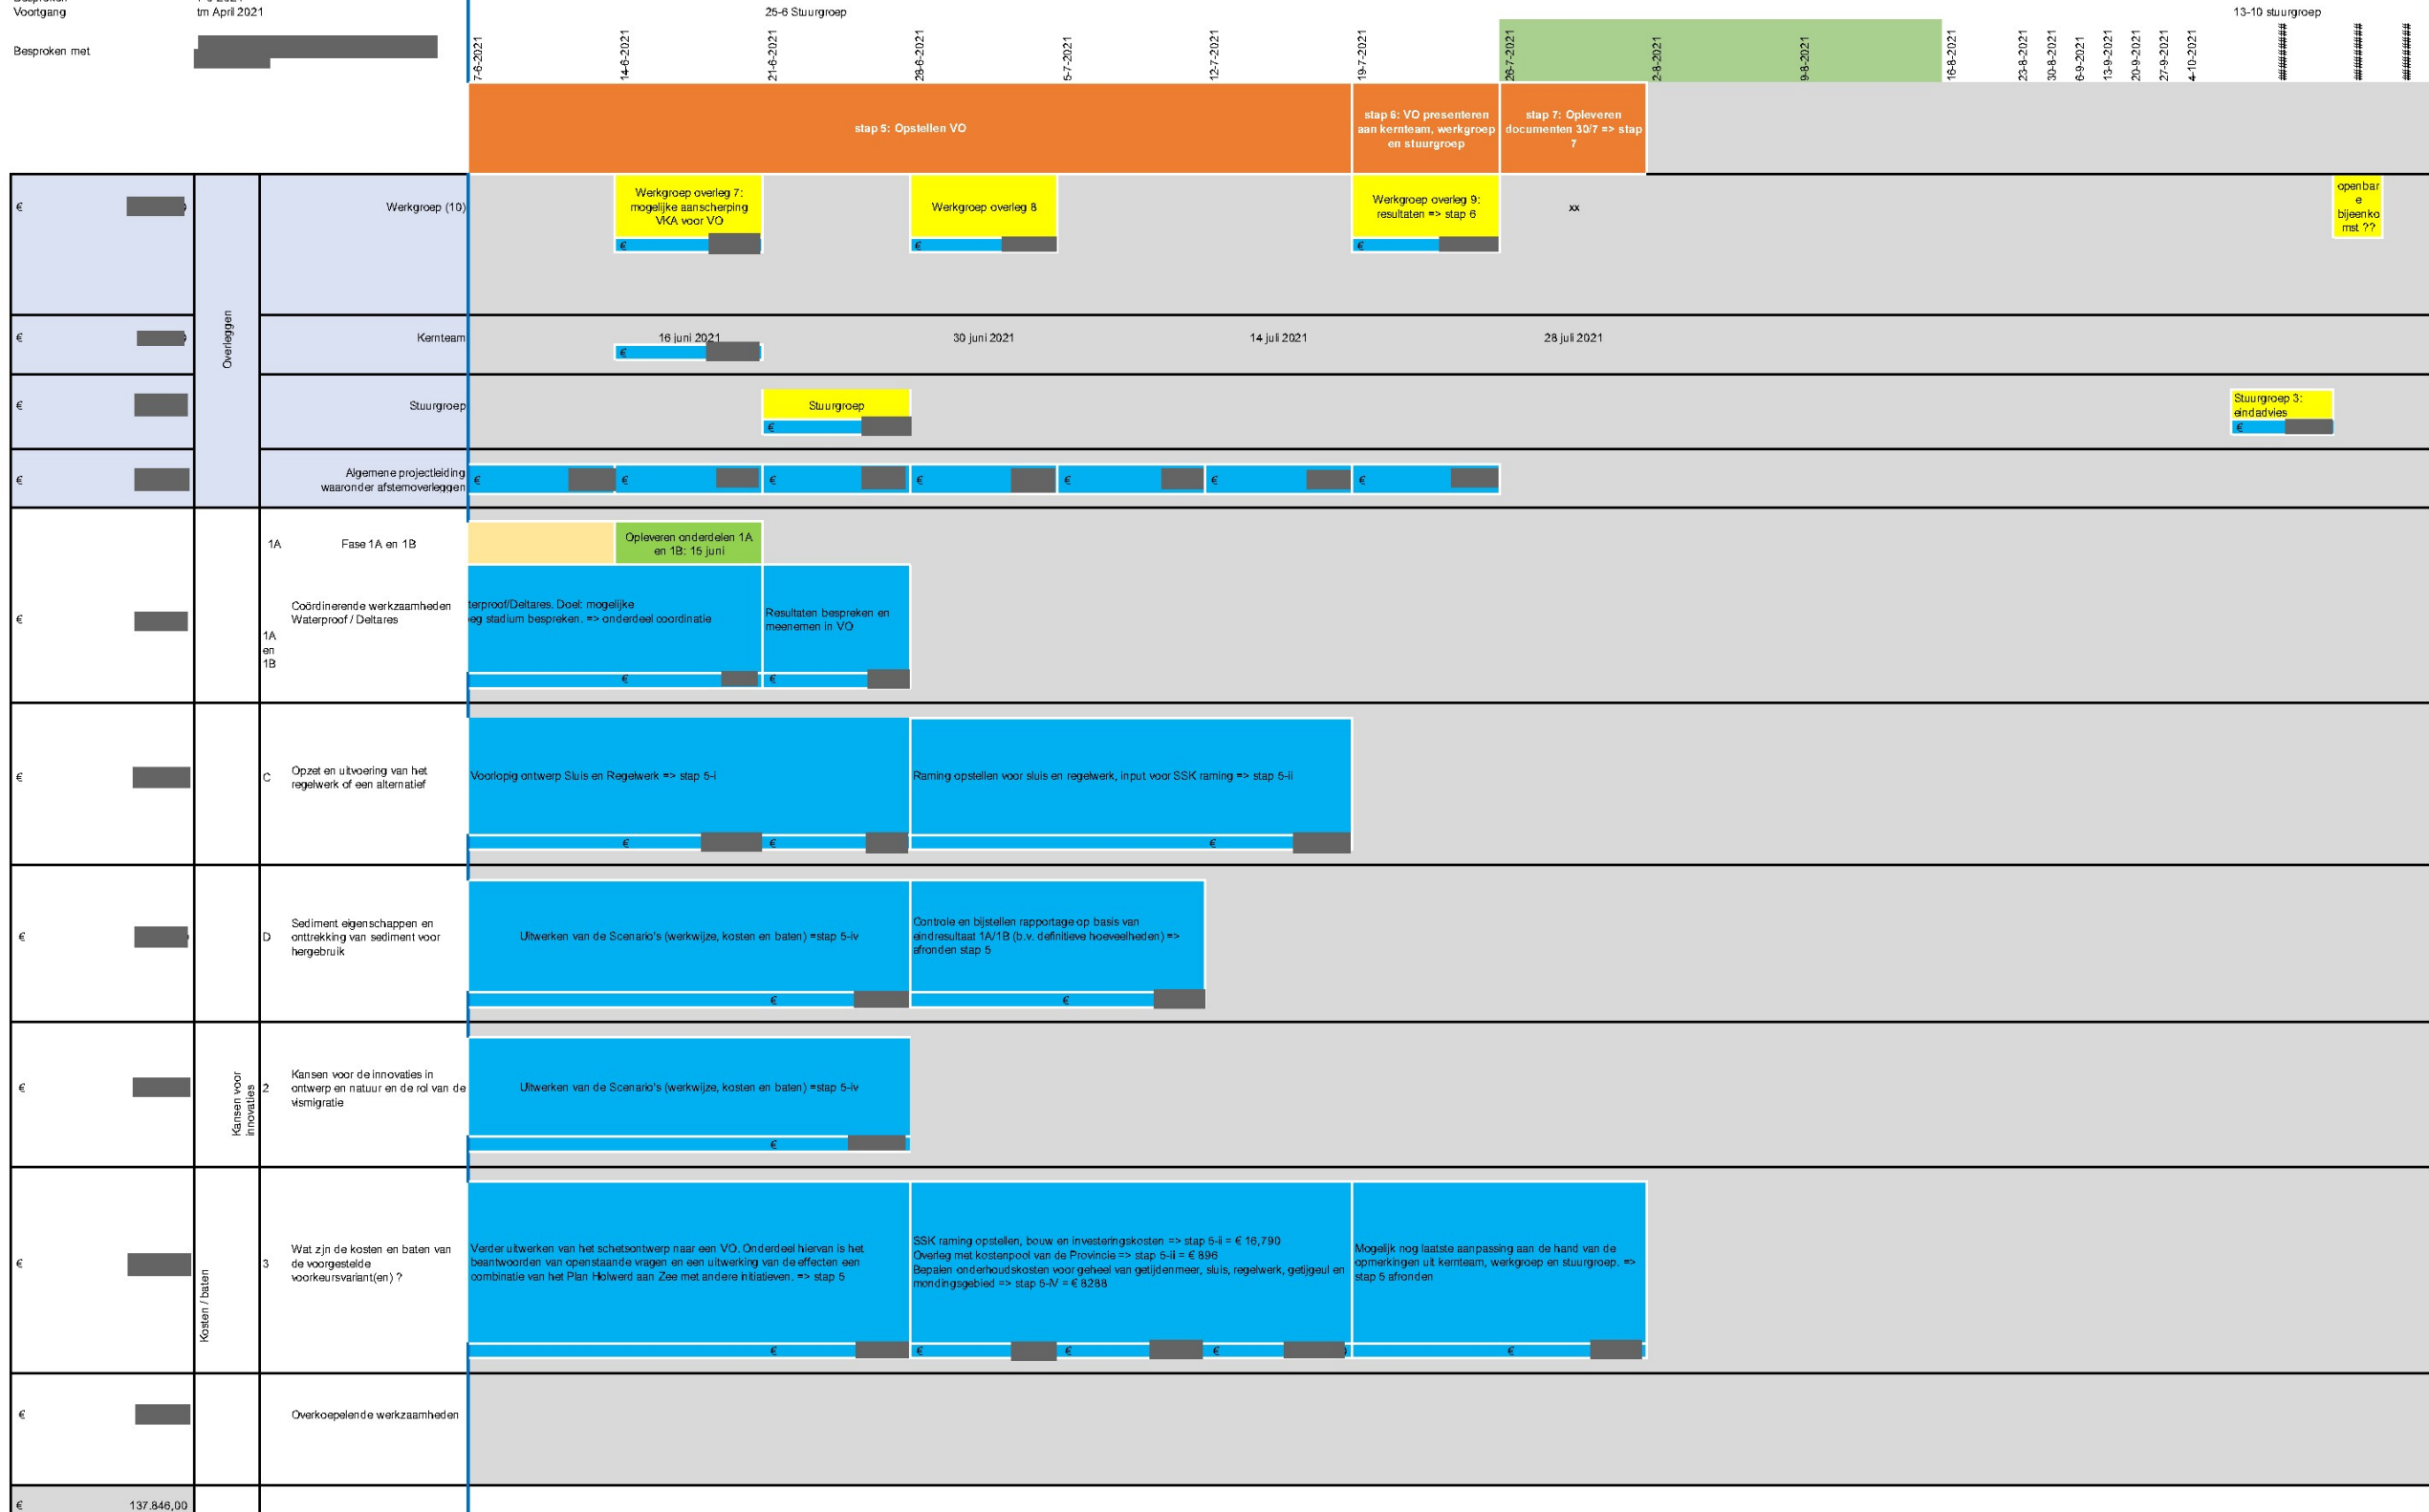 Voortgang
tm April 2021
25-6 Stuurgroep
13-10 stuurgroep
Besproken met
7-6-2021
14-6-2021
21-6-2021
28-6-2021
5-7-2021
12-7-2021
19-7-2021
26-7-2021
2-8-2021
9-8-2021
16-8-2021
23-8-2021
30-8-2021
6-9-2021
13-9-2021
20-9-2021
27-9-2021
4-10-2021
stap 5: Opstellen VO
stap 6: VO presenteren
aan kernteam, werkgroep
en stuurgroep
stap 7: Opleveren
documenten 30/7 => stap
7
Overleggen
€
Werkgroep (10)
Werkgroep overleg 7:
mogelijke aanscherping
VKA voor VO
€
Werkgroep overleg 8
€
Werkgroep overleg 9:
resultaten => stap 6
€
xx
openbar
e
bijeenko
mst ??
€
Kernteam
16 juni 2021
€
30 juni 2021
14 juli 2021
28 juli 2021
€
Stuurgroep
Stuurgroep
€
Stuurgroep 3:
eindadvies
€
€
Algemene projectleiding
waaronder afstemoverleggen
€
€
€
€
€
€
€
1A
Fase 1A en 1B
Opleveren onderdelen 1A
en 1B: 15 juni
€
1A
en
1B
Coördinerende werkzaamheden
Waterproof / Deltares
terproof/Deltares. Doel: mogelijke
eg stadium bespreken. => onderdeel coordinatie
€
Resultaten bespreken en
meenemen in VO
€
€
C
Opzet en uitvoering van het
regelwerk of een alternatief
Voorlopig ontwerp Sluis en Regelwerk => stap 5-i
€
€
Raming opstellen voor sluis en regelwerk, input voor SSK raming => stap 5-ii
€
€
D
Sediment eigenschappen en
onttrekking van sediment voor
hergebruik
Uitwerken van de Scenario's (werkwijze, kosten en baten) =stap 5-iv
€
Controle en bijstellen rapportage op basis van
eindresultaat 1A/1B (b.v. definitieve hoeveelheden) =>
afronden stap 5
€
Kansen voor
innovaties
€
2
Kansen voor de innovaties in
ontwerp en natuur en de rol van de
vismigratie
Uitwerken van de Scenario's (werkwijze, kosten en baten) =stap 5-iv
€
Kosten / baten
€
3
Wat zijn de kosten en baten van
de voorgestelde
voorkeursvariant(en) ?
Verder uitwerken van het schetsontwerp naar een VO. Onderdeel hiervan is het
beantwoorden van openstaande vragen en een uitwerking van de effecten een
combinatie van het Plan Holwerd aan Zee met andere initiatieven. => stap 5
€
SSK raming opstellen, bouw en investeringskosten => stap 5-ii = € 16,790
Overleg met kostenpool van de Provincie => stap 5-ii = € 896
Bepalen onderhoudskosten voor geheel van getijdenmeer, sluis, regelwerk, getijgeul en
mondingsgebied => stap 5-IV = € 8288
€
€
€
Mogelijk nog laatste aanpassing aan de hand van de
opmerkingen uit kernteam, werkgroep en stuurgroep. =>
stap 5 afronden
€
€
Overkoepelende werkzaamheden
€ 137.846,00